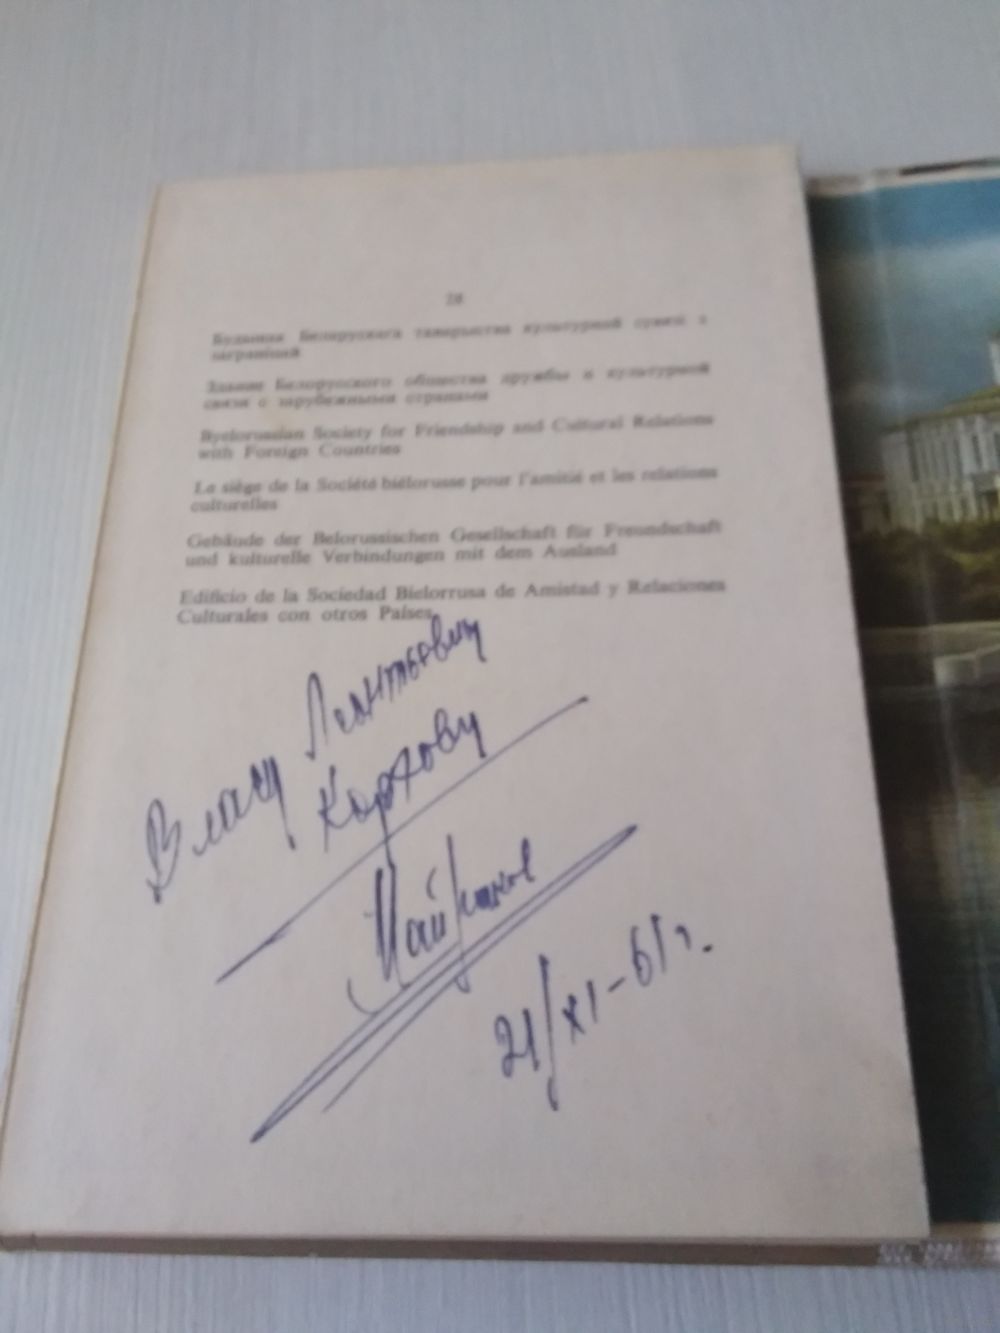 28
Будынак Беларускага таварыства культурнай сувязі з
заграніцай
Здание Белорусского общества дружбы и культурной
связи с зарубежными странами
Byelorussian Society for Friendship and Cultural Relations
with Foreign Countries
Le siège de la Société biélorusse pour l'amitié et les relations
culturelles
Gebäude der Belorussischen Gesellschaft für Freundschaft
und kulturelle Verbindungen mit dem Ausland
Edificio de la Sociedad Bielorrusa de Amistad y Relaciones
Culturales con otros Países
Леонтьевичу
Власу
Коржову
21/XI-61г.